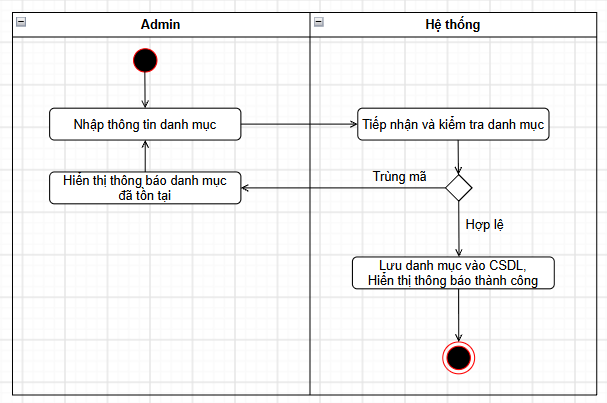 Admin
Hệ thống
Nhập thông tin danh mục
Tiếp nhận và kiểm tra danh mục
Hiển thị thông báo danh mục
đã tồn tại
Trùng mã
Hợp lệ
Lưu danh mục vào CSDL,
Hiển thị thông báo thành công